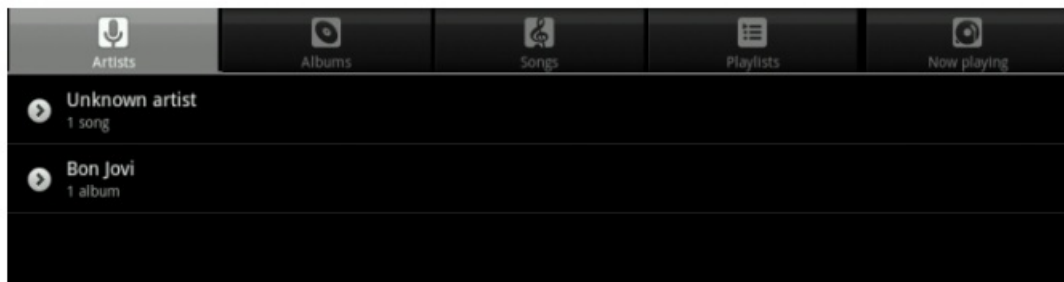 Artists
Albums
Songs
Playlists
Now playing
Unknown artist
1 song
Bon Jovi
1 album